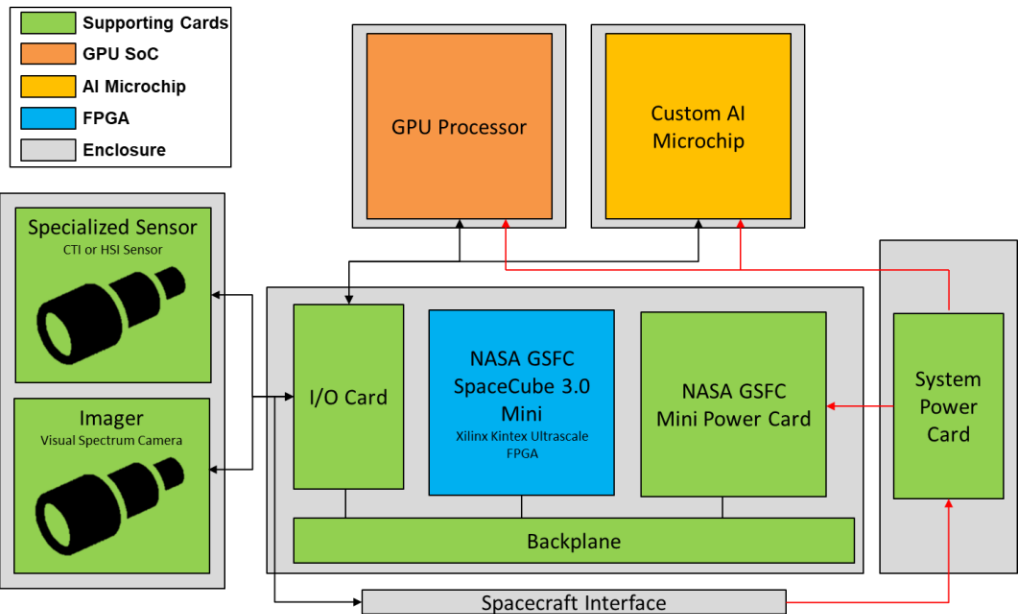 Supporting Cards
GPU SoC
AI Microchip
FPGA
Enclosure
GPU Processor
Custom AI
Microchip
Specialized Sensor
CTI or HSI Sensor
Imager
Visual Spectrum Camera
I/O Card
NASA GSFC
SpaceCube 3.0
Mini
Xilinx Kintex Ultrascale
FPGA
NASA GSFC
Mini Power Card
System
Power
Card
Backplane
Spacecraft Interface